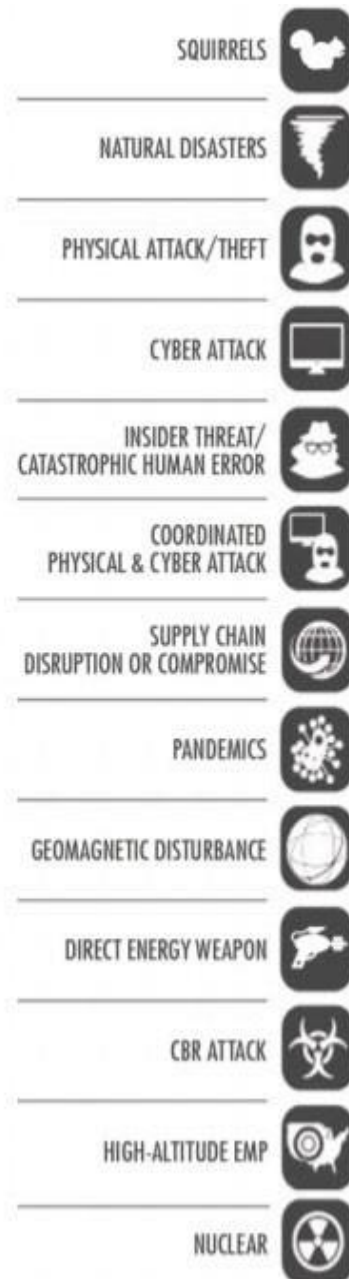 SQUIRRELS
NATURAL DISASTERS
PHYSICAL ATTACK/THEFT
CYBER ATTACK
INSIDER THREAT/
CATASTROPHIC HUMAN ERROR
COORDINATED
PHYSICAL & CYBER ATTACK
SUPPLY CHAIN
DISRUPTION OR COMPROMISE
PANDEMICS
GEOMAGNETIC DISTURBANCE
DIRECT ENERGY WEAPON
CBR ATTACK
HIGH-ALTITUDE EMP
NUCLEAR